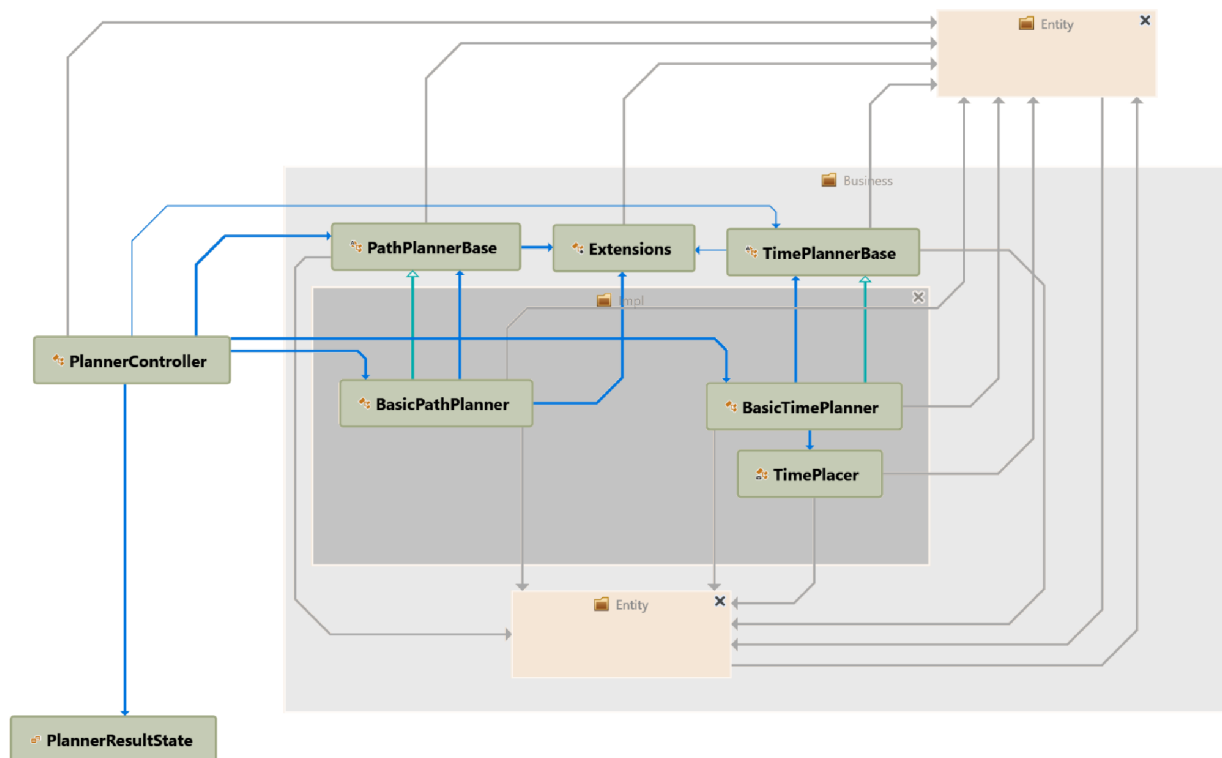 Entity
Business
PathPlannerBase
Extensions
TimePlannerBase
Impl
PlannerController
BasicPathPlanner
BasicTimePlanner
TimePlacer
Entity
PlannerResultState